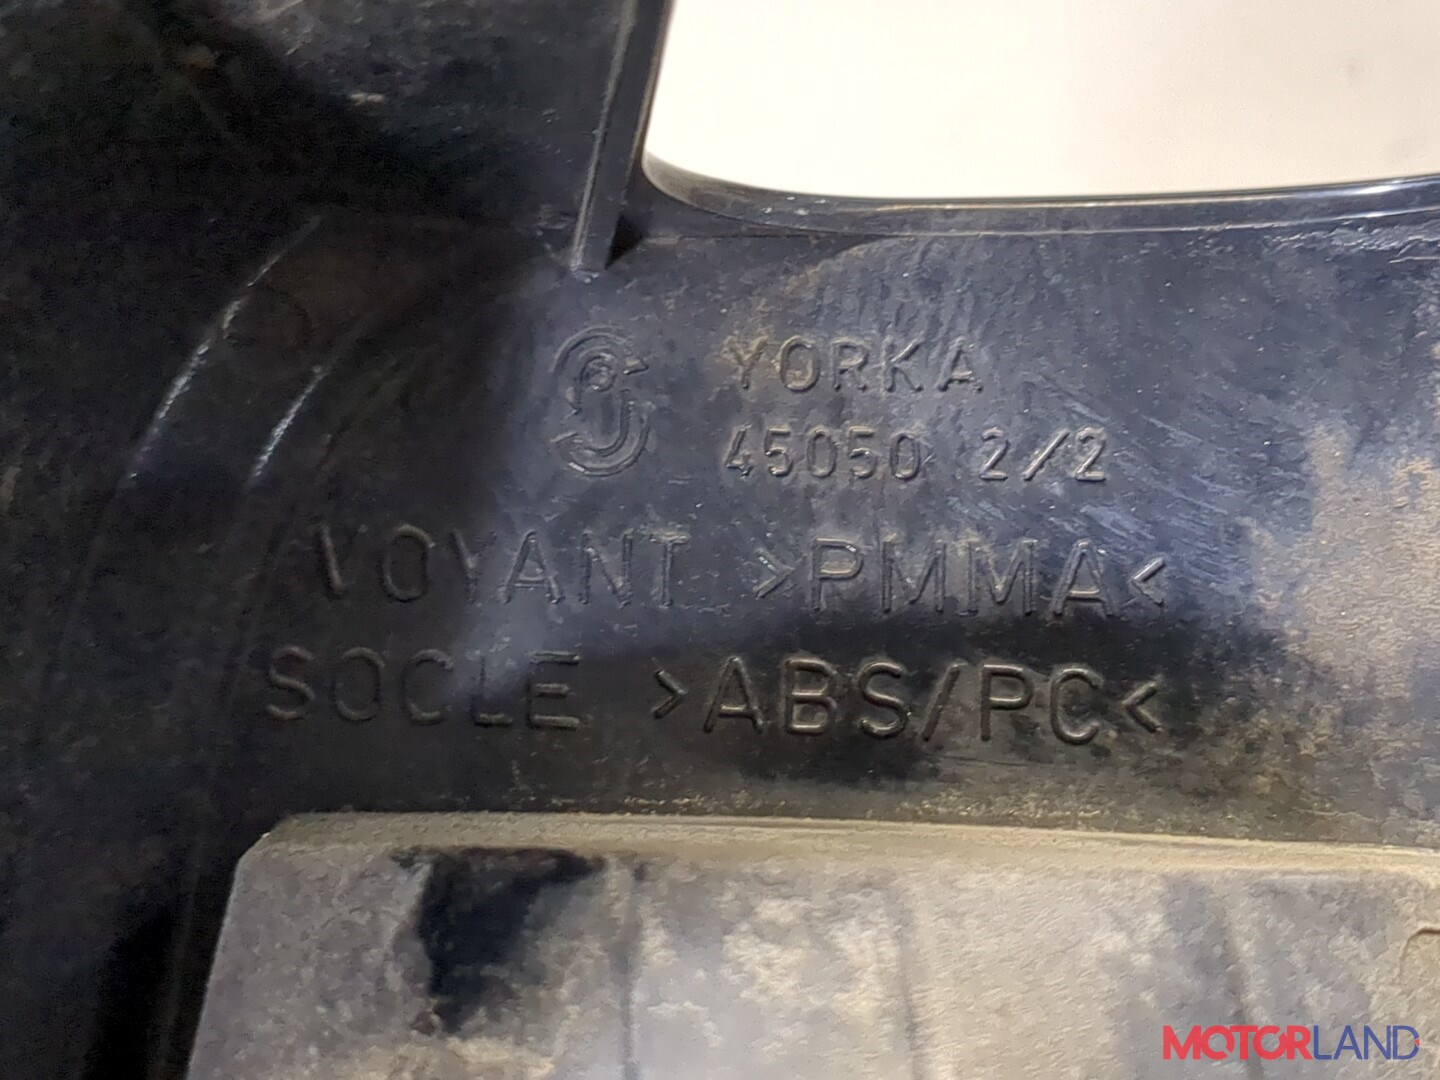 YORKA
45050 2/2
VOYANT >PMMA<
SOCLE >ABS/PC<
MOTORLAND